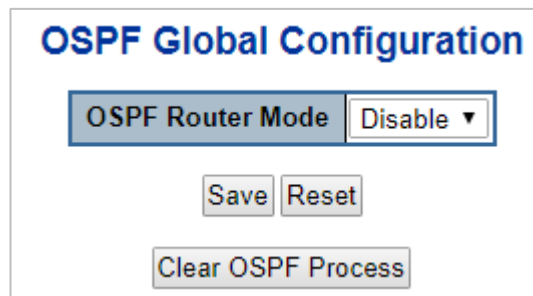 OSPF Global Configuration
OSPF Router Mode Disable
Save Reset
Clear OSPF Process